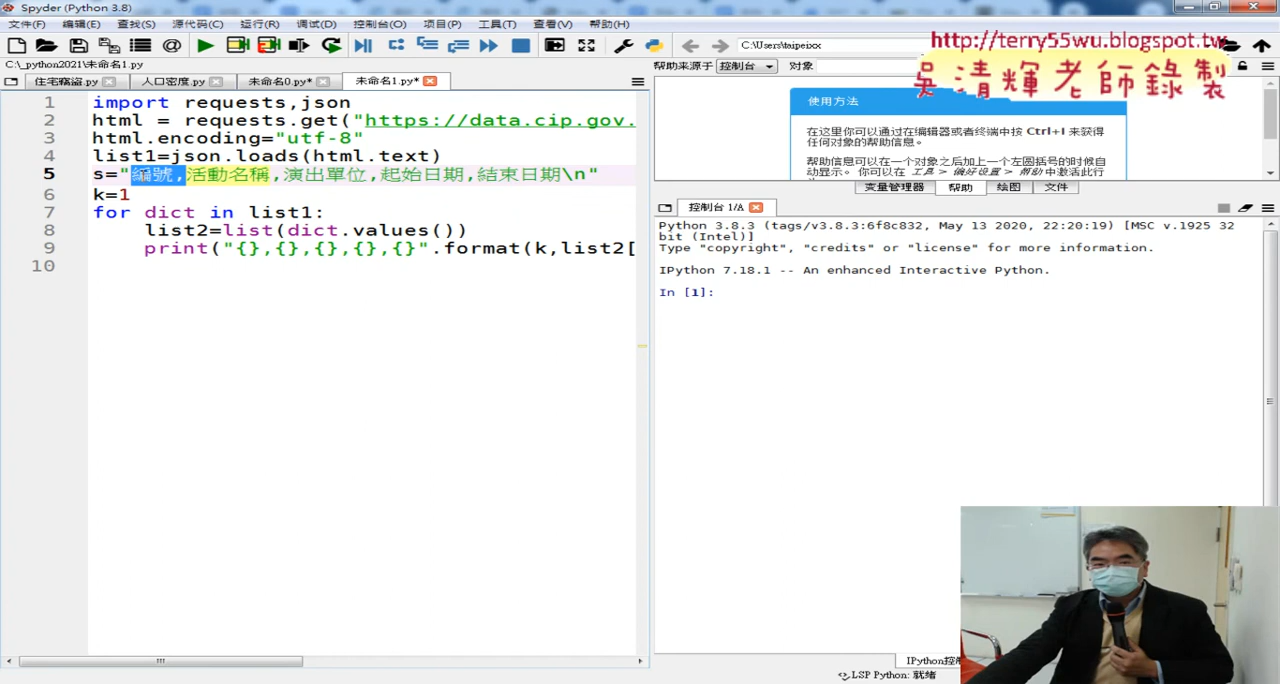 Spyder (Python 3.8)
文件(F) 编辑(E) 查找(S) 源代码(C) 运行(R) 调试(D) 控制台(O) 项目(P) 工具(T) 查看(V) 帮助(H)
C:\Users\taipeixx
http://terry55wu.blogspot.tw
吳清輝老師錄製
C:\_python2021\未命名1.py
住宅竊盜.py 人口密度.py 未命名0.py* 未命名1.py*
1 import requests,json
2 html = requests.get("https://data.cip.gov.
3 html.encoding="utf-8"
4 list1=json.loads(html.text)
5 s="編號,活動名稱,演出單位,起始日期,結束日期\n"
6 k=1
7 for dict in list1:
8 list2=list(dict.values())
9 print("{},{},{},{},{}".format(k,list2[
10
帮助来源于 控制台 对象
使用方法
在这里你可以通过在编辑器或者终端中按 Ctrl+I 来获得
任何对象的帮助信息。
帮助信息可以在一个对象之后加上一个左圆括号的时候自
动显示。 你可以在 工具 > 偏好设置 > 帮助 中激活此行
变量管理器 帮助 绘图 文件
控制台 1/A
Python 3.8.3 (tags/v3.8.3:6f8c832, May 13 2020, 22:20:19) [MSC v.1925 32
bit (Intel)]
Type "copyright", "credits" or "license" for more information.
IPython 7.18.1 -- An enhanced Interactive Python.
In [1]:
IPython控
LSP Python: 就绪